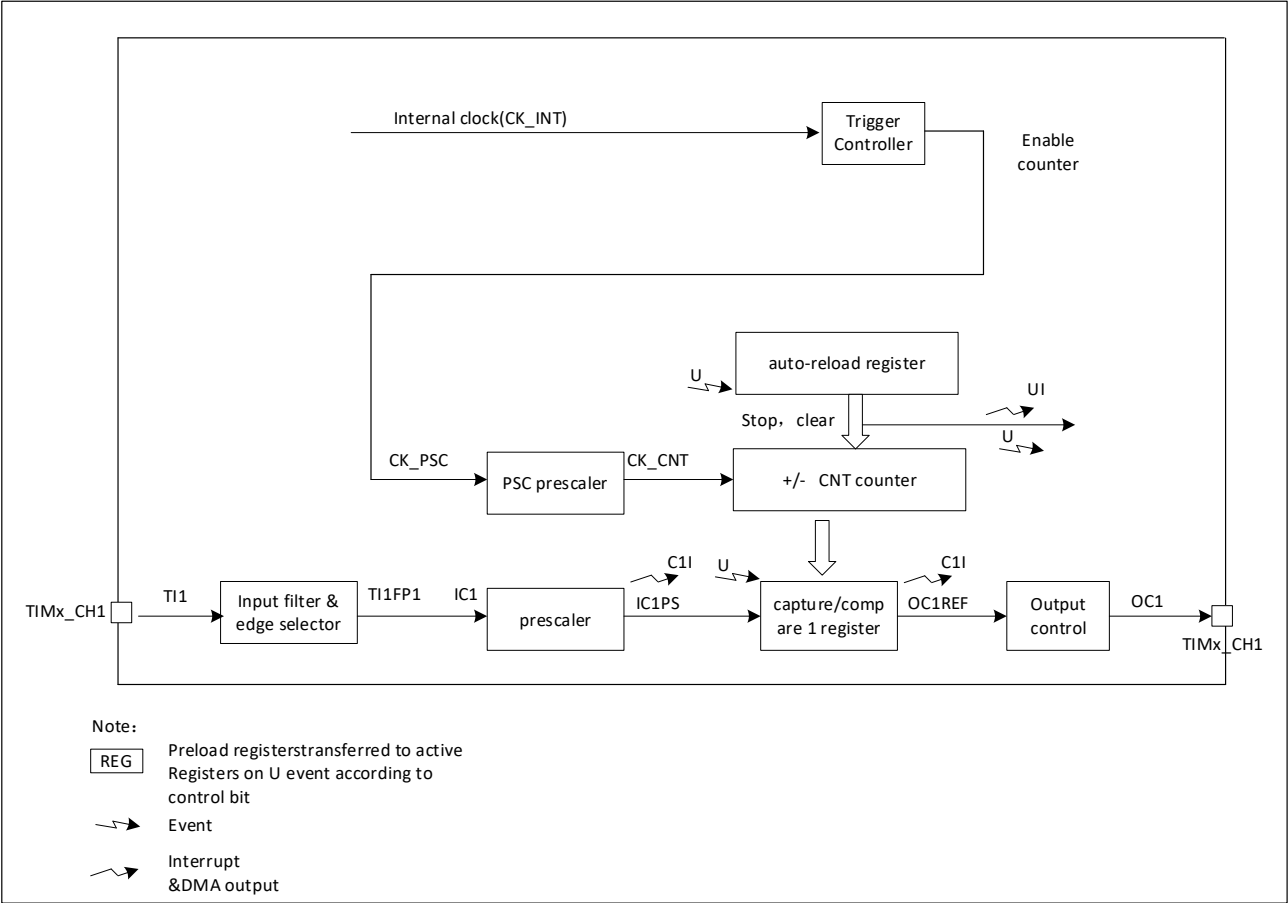 Internal clock(CK_INT)
Trigger
Controller
Enable
counter
auto-reload register
U
UI
Stop，clear
U
CK_PSC
CK_CNT
PSC prescaler
+/-   CNT counter
C1I
U
C1I
TI1
TI1FP1
IC1
IC1PS
OC1REF
OC1
TIMx_CH1
Input filter &
edge selector
prescaler
capture/comp
are 1 register
Output
control
TIMx_CH1
Note：
REG
Preload registerstransferred to active
Registers on U event according to
control bit
Event
Interrupt
&DMA output